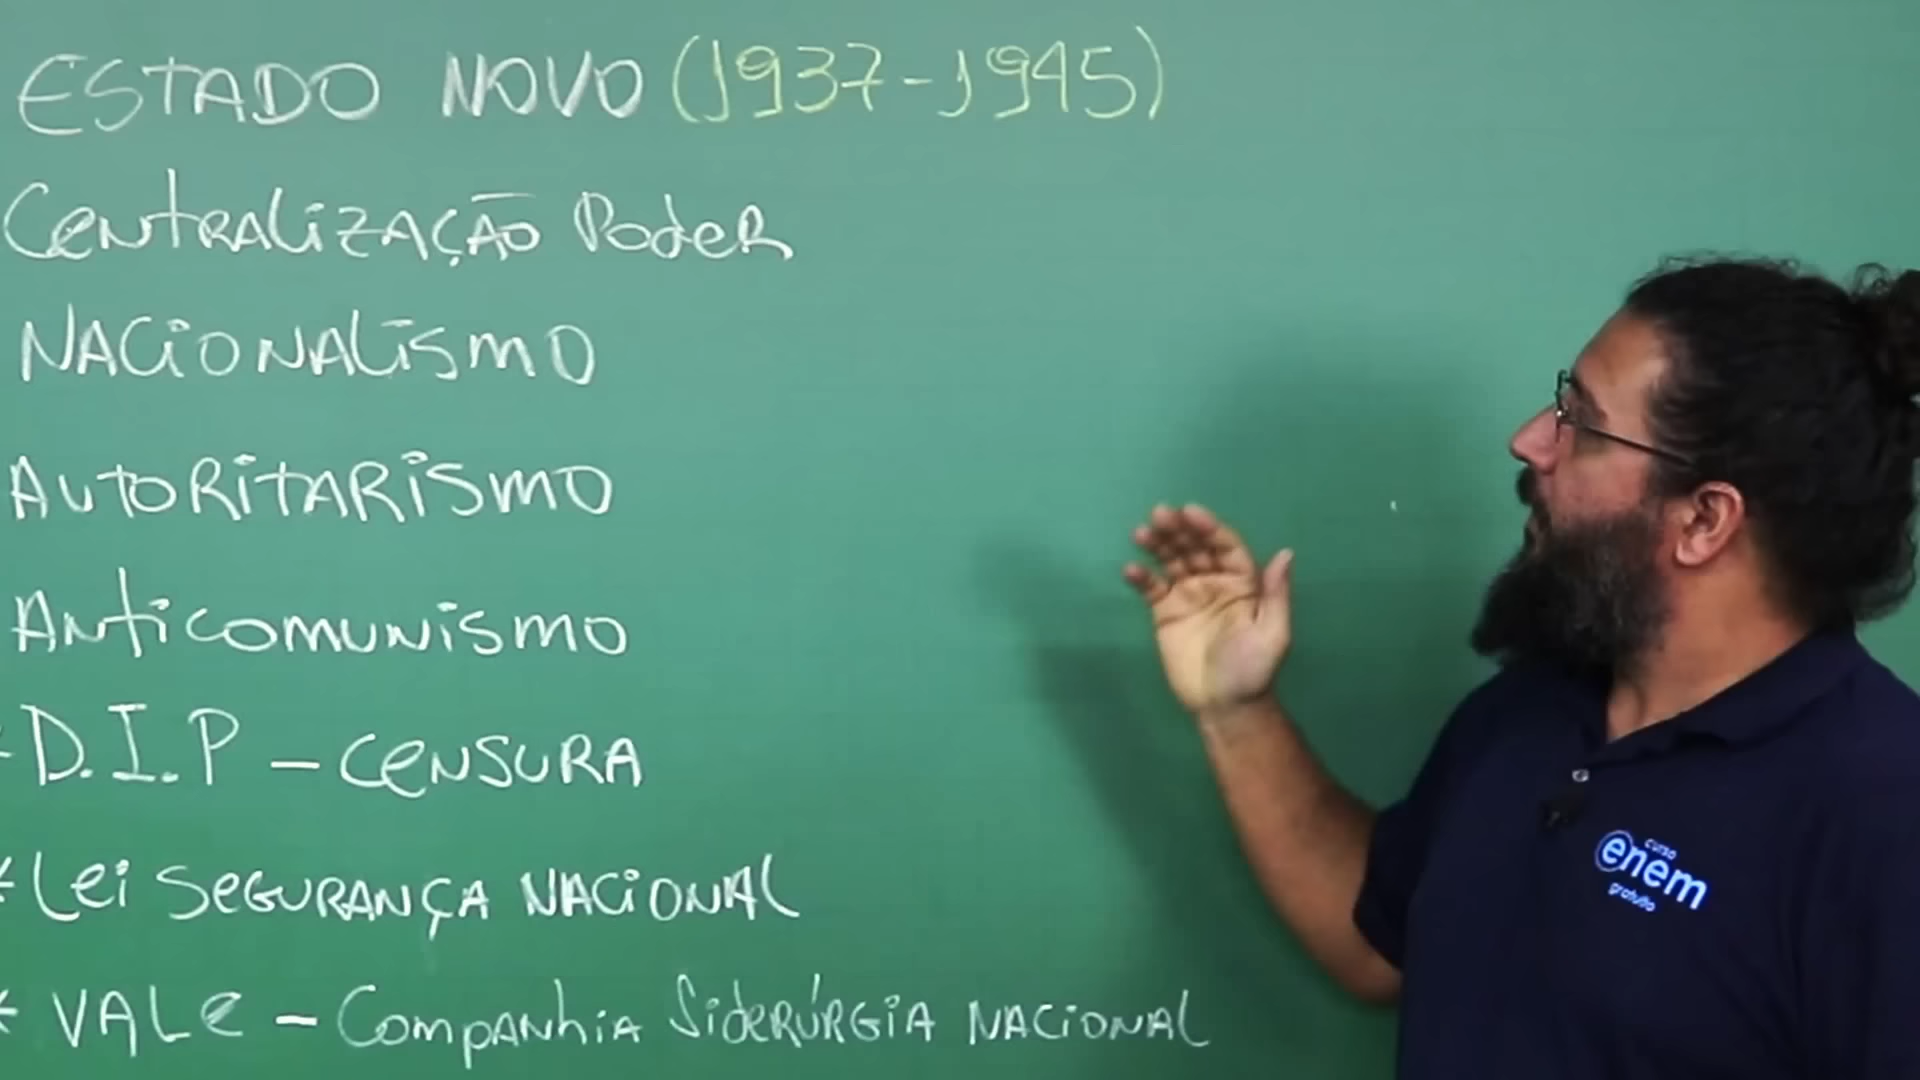 ESTADO NOVO (1937-1945)
Centralização Poder
NACIONALISMO
AUTORITARISMO
Anticomunismo
* D.I.P - CENSURA
* Lei SEGURANÇA NACIONAL
* VALE - Companhia Siderúrgia NACIONAL
curso
enem
gratuito